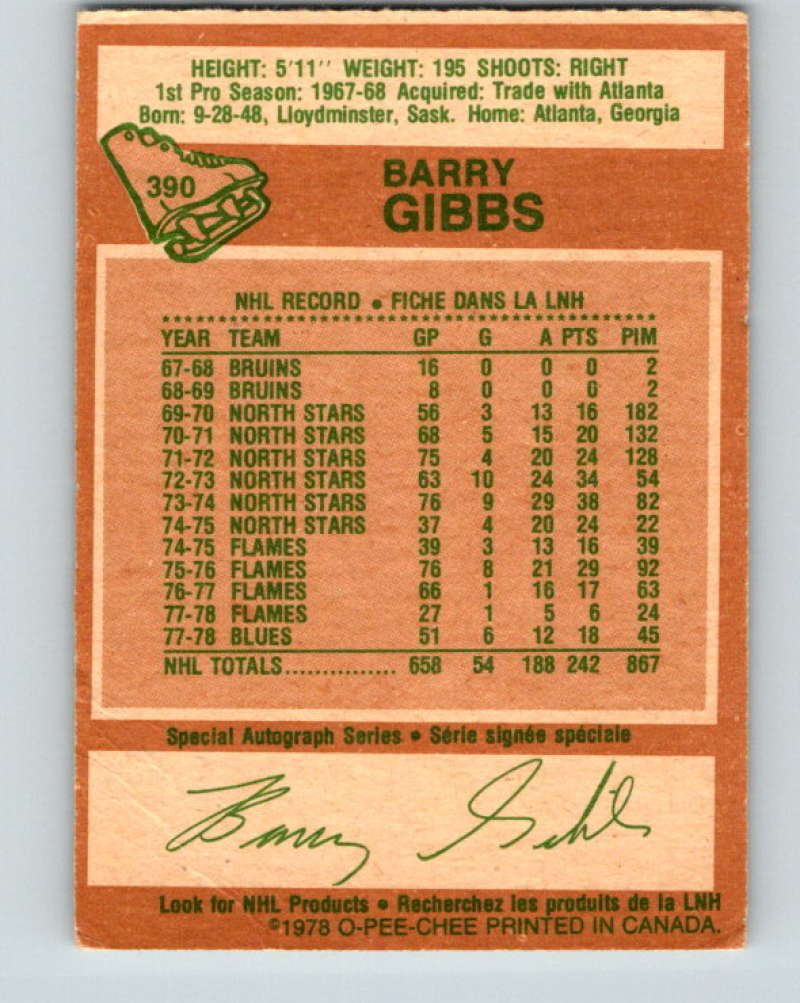 HEIGHT: 5'11'' WEIGHT: 195 SHOOTS: RIGHT
1st Pro Season: 1967-68 Acquired: Trade with Atlanta
Born: 9-28-48, Lloydminster, Sask. Home: Atlanta, Georgia
390
BARRY
GIBBS
NHL RECORD • FICHE DANS LA LNH
YEAR TEAM GP G A PTS PIM
67-68 BRUINS 16 0 0 0 2
68-69 BRUINS 8 0 0 0 2
69-70 NORTH STARS 56 3 13 16 182
70-71 NORTH STARS 68 5 15 20 132
71-72 NORTH STARS 75 4 20 24 128
72-73 NORTH STARS 63 10 24 34 54
73-74 NORTH STARS 76 9 29 38 82
74-75 NORTH STARS 37 4 20 24 22
74-75 FLAMES 39 3 13 16 39
75-76 FLAMES 76 8 21 29 92
76-77 FLAMES 66 1 16 17 63
77-78 FLAMES 27 1 5 6 24
77-78 BLUES 51 6 12 18 45
NHL TOTALS............... 658 54 188 242 867
Special Autograph Series • Série signée spéciale
Barry Gibbs
Look for NHL Products • Recherchez les produits de la LNH
©1978 O-PEE-CHEE PRINTED IN CANADA.